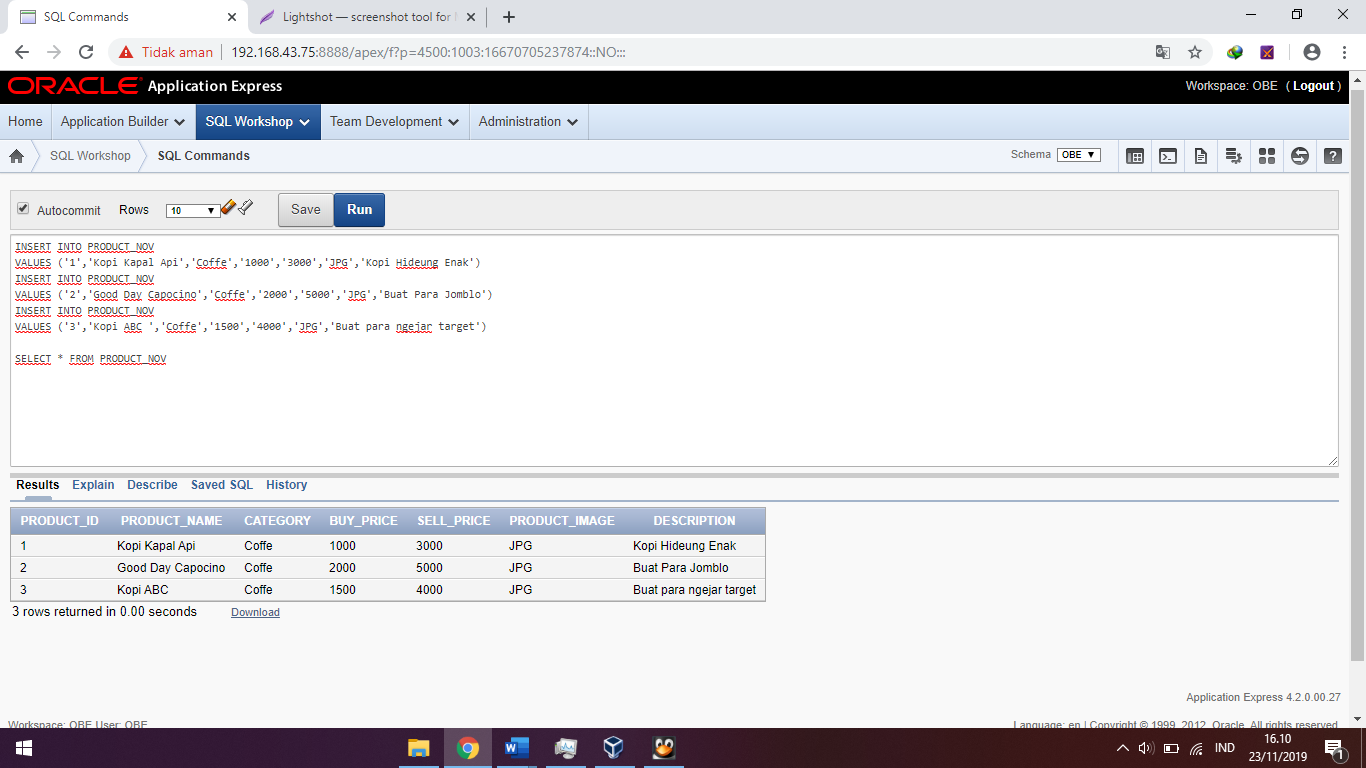 SQL Commands
Lightshot — screenshot tool for
Tidak aman
192.168.43.75:8888/apex/f?p=4500:1003:16670705237874::NO:::
ORACLE Application Express
Workspace: OBE ( Logout )
Home Application Builder SQL Workshop Team Development Administration
SQL Workshop SQL Commands
Schema OBE
Autocommit Rows 10 Save Run
INSERT INTO PRODUCT_NOV
VALUES ('1','Kopi Kapal Api','Coffe','1000','3000','JPG','Kopi Hideung Enak')
INSERT INTO PRODUCT_NOV
VALUES ('2','Good Day Capocino','Coffe','2000','5000','JPG','Buat Para Jomblo')
INSERT INTO PRODUCT_NOV
VALUES ('3','Kopi ABC ','Coffe','1500','4000','JPG','Buat para ngejar target')
SELECT * FROM PRODUCT_NOV
Results Explain Describe Saved SQL History
PRODUCT_ID PRODUCT_NAME CATEGORY BUY_PRICE SELL_PRICE PRODUCT_IMAGE DESCRIPTION
1 Kopi Kapal Api Coffe 1000 3000 JPG Kopi Hideung Enak
2 Good Day Capocino Coffe 2000 5000 JPG Buat Para Jomblo
3 Kopi ABC Coffe 1500 4000 JPG Buat para ngejar target
3 rows returned in 0.00 seconds Download
Application Express 4.2.0.00.27
Workspace: OBE User: OBE
Language: en | Copyright © 1999, 2012, Oracle. All rights reserved.
IND
16.10
23/11/2019
1